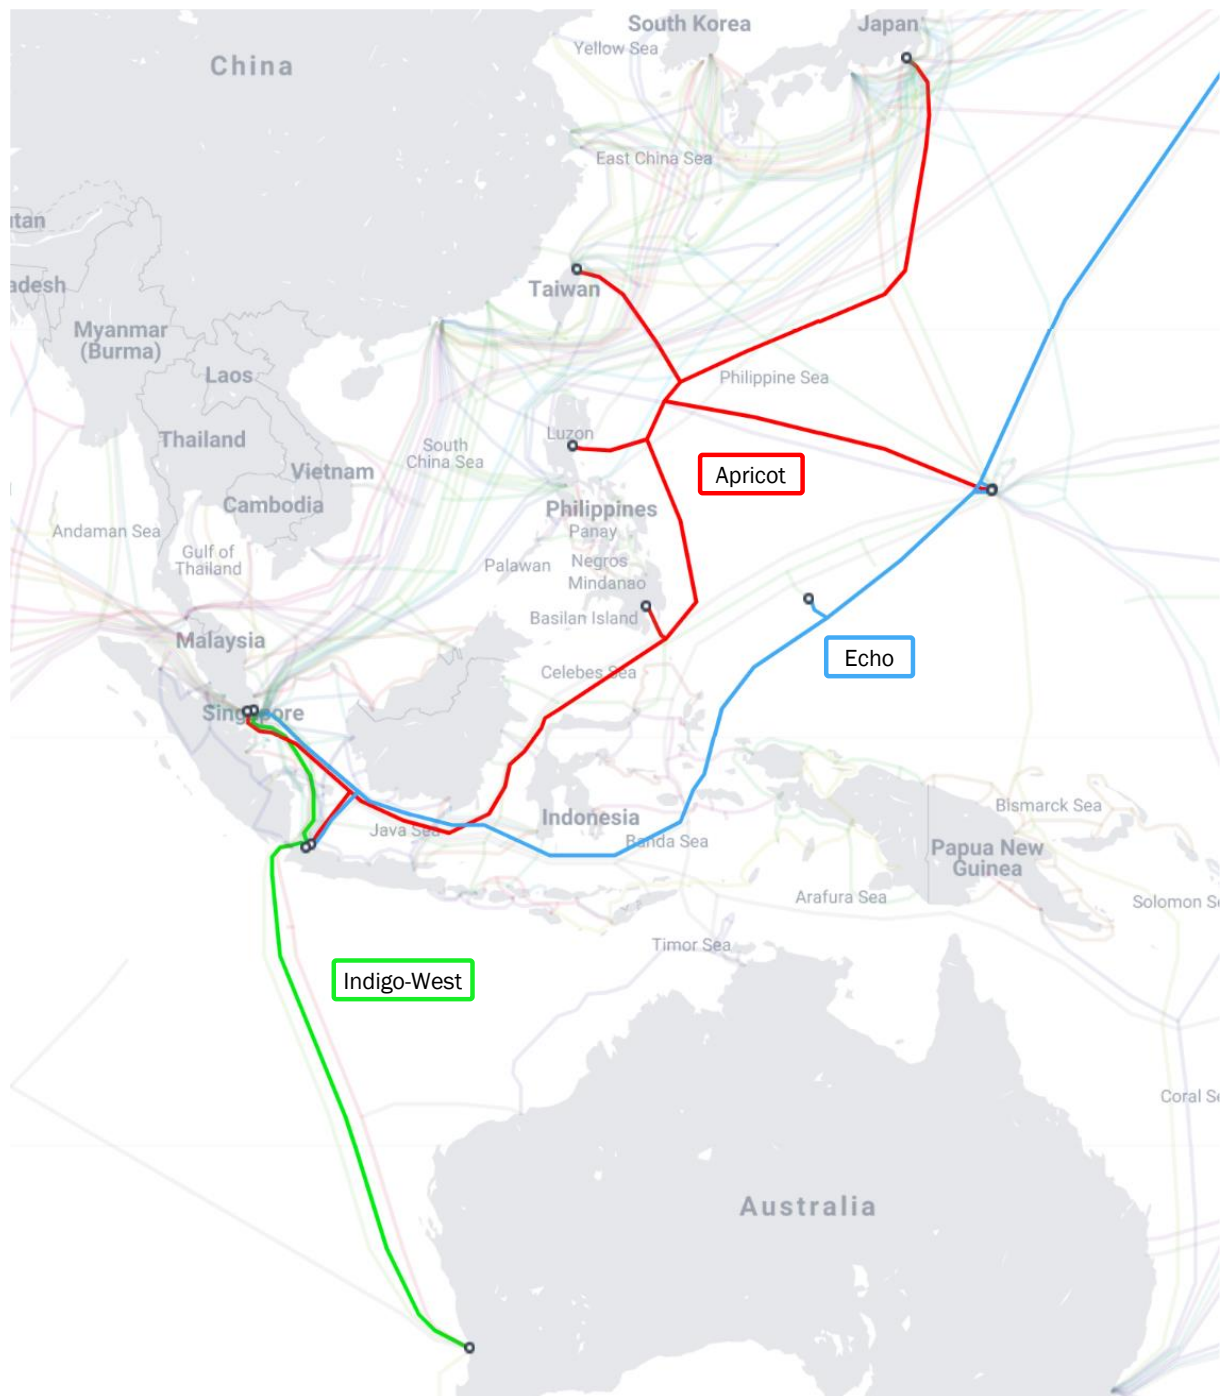 South Korea
Japan
Yellow Sea
China
East China Sea
utan
adesh
Taiwan
Myanmar
(Burma)
Laos
Philippine Sea
Thailand
Luzon
South
China Sea
Vietnam
Apricot
Cambodia
Philippines
Andaman Sea
Panay
Gulf of
Thailand
Palawan
Negros
Mindanao
Basilan Island
Malaysia
Echo
Celebes Sea
Singapore
Bismarck Sea
Indonesia
Java Sea
Banda Sea
Papua New
Guinea
Arafura Sea
Solomon Se
Timor Sea
Indigo-West
Coral Se
Australia